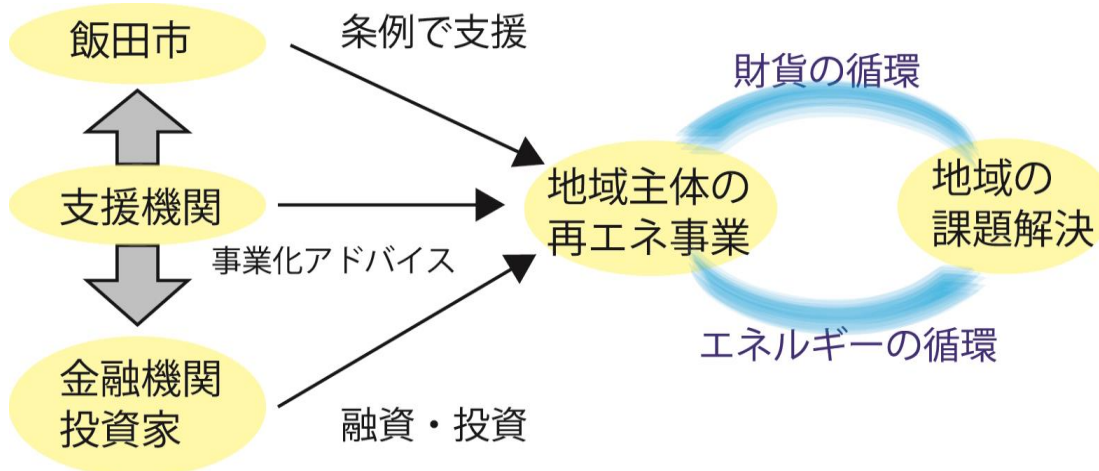 飯田市
条例で支援
財貨の循環
支援機関
地域主体の
再エネ事業
地域の
課題解決
事業化アドバイス
エネルギーの循環
金融機関
投資家
融資・投資